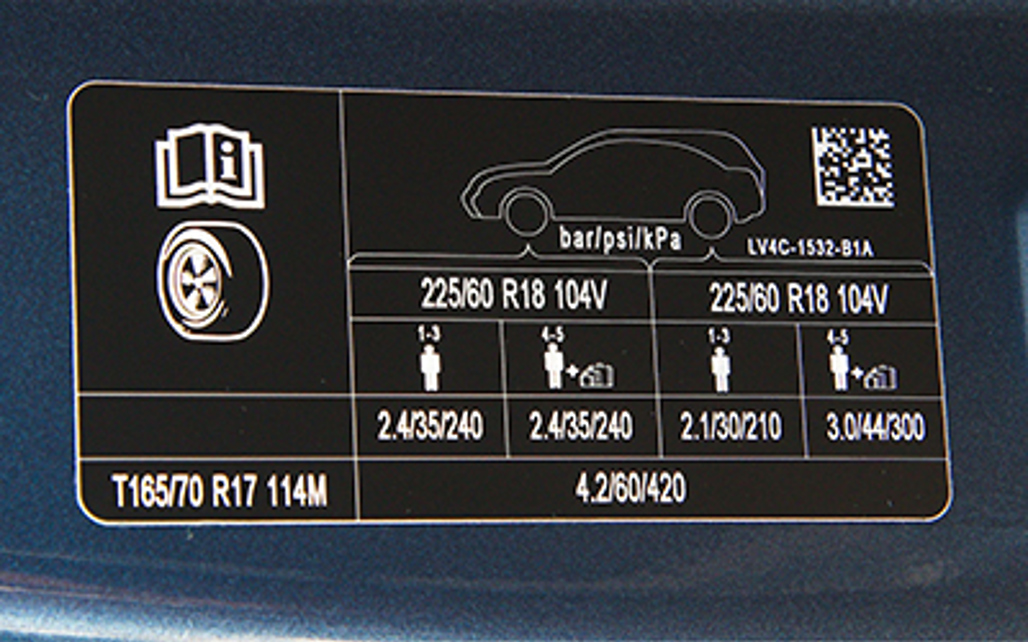 bar/psi/kPa
LV4C-1532-B1A
225/60 R18 104V 225/60 R18 104V
1-3 4-5 1-3 4-5
2.4/35/240 2.4/35/240 2.1/30/210 3.0/44/300
T165/70 R17 114M 4.2/60/420